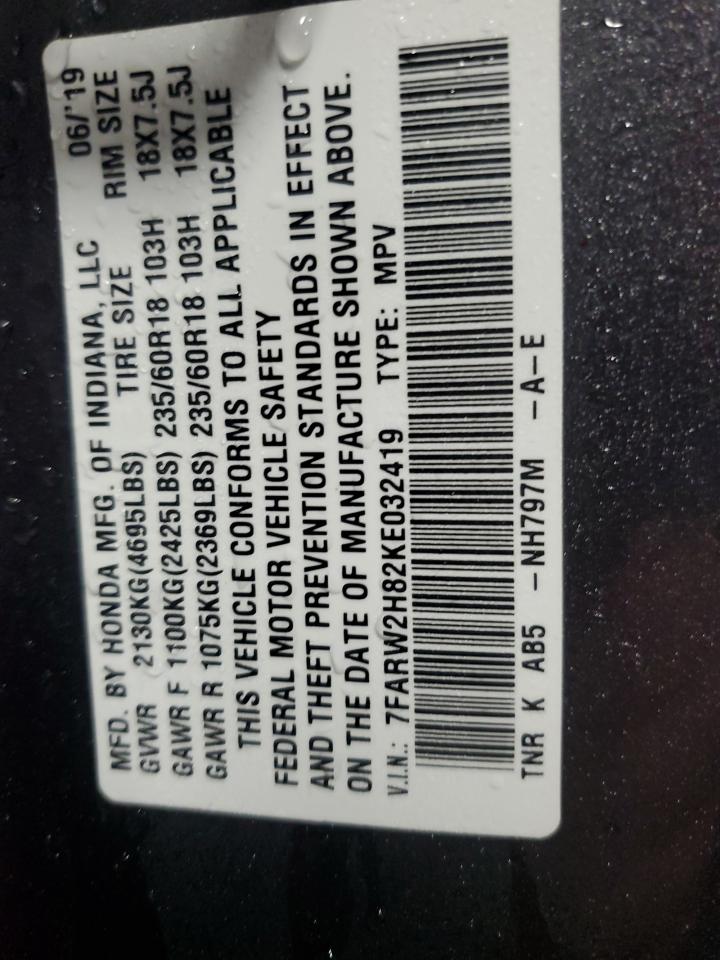 MFD. BY HONDA MFG. OF INDIANA, LLC 06/'19
GVWR 2130KG(4695LBS) TIRE SIZE RIM SIZE
GAWR F 1100KG(2425LBS) 235/60R18 103H 18X7.5J
GAWR R 1075KG(2369LBS) 235/60R18 103H 18X7.5J
THIS VEHICLE CONFORMS TO ALL APPLICABLE
FEDERAL MOTOR VEHICLE SAFETY
AND THEFT PREVENTION STANDARDS IN EFFECT
ON THE DATE OF MANUFACTURE SHOWN ABOVE.
V.I.N.: 7FARW2H82KE032419 TYPE: MPV
TNR K AB5 -NH797M -A-E